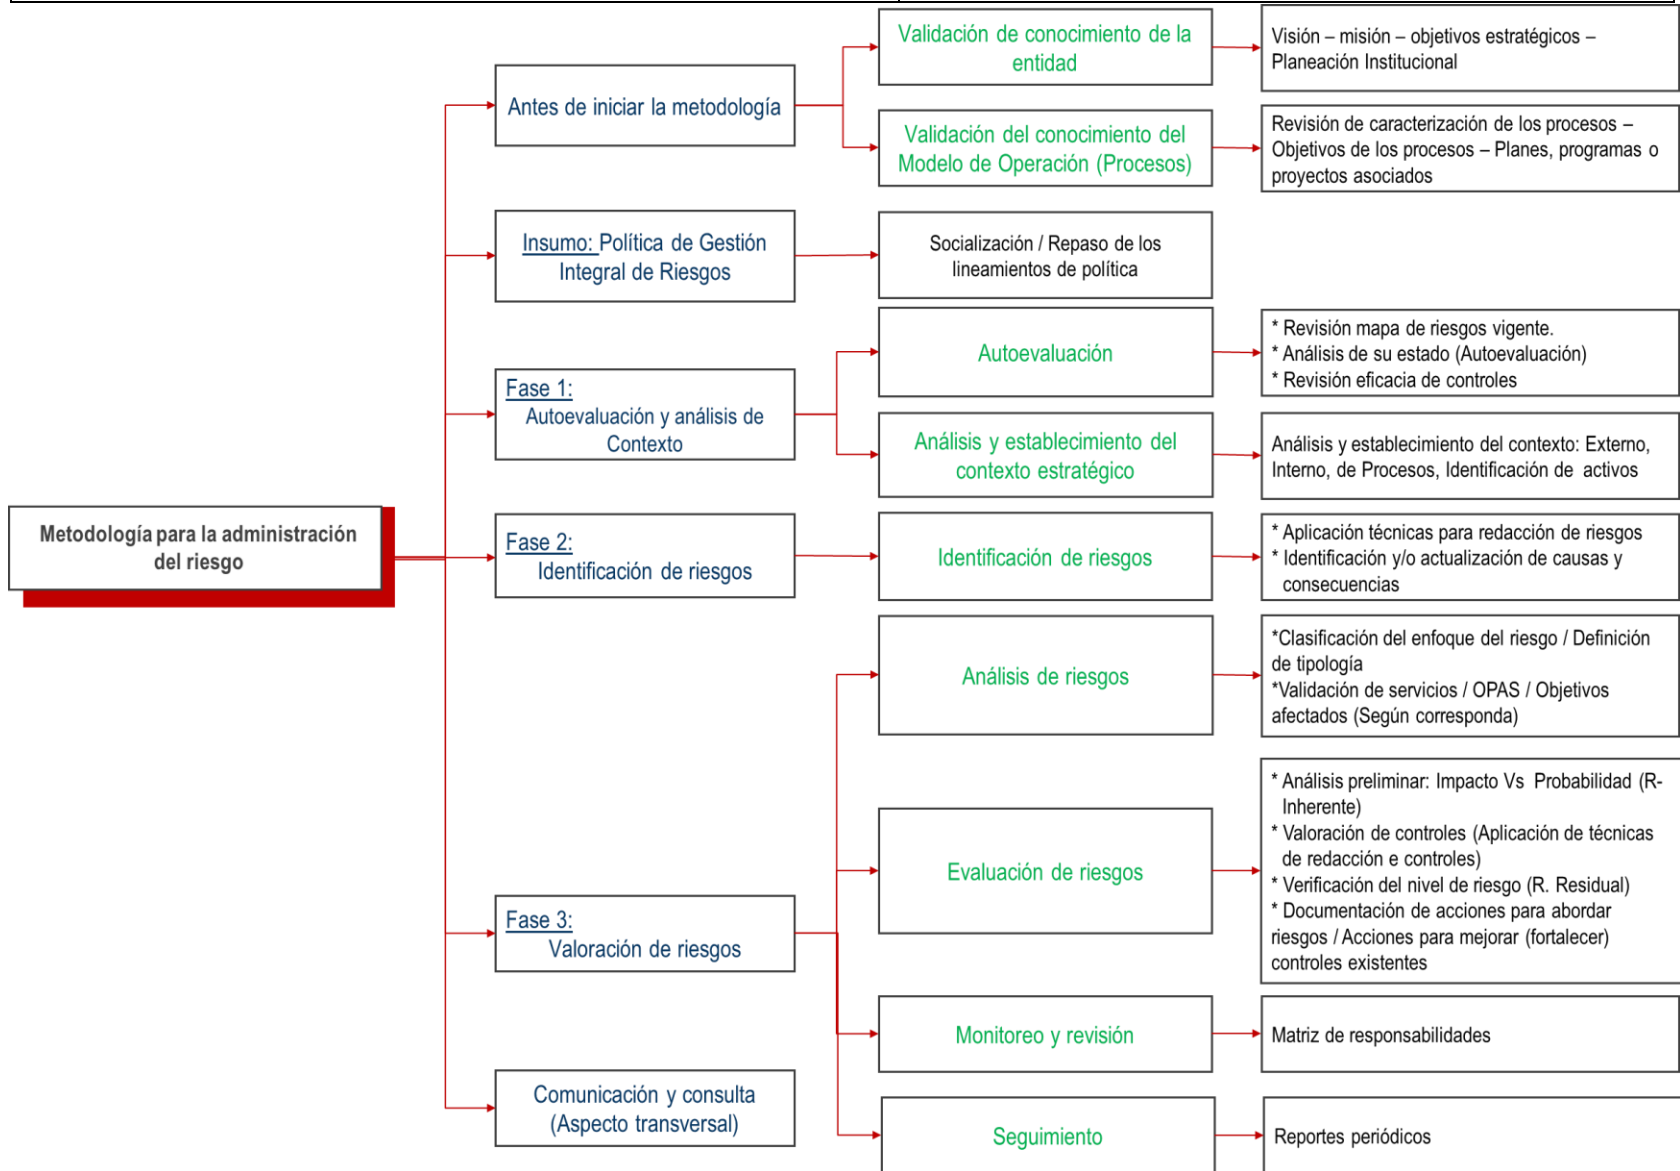 Metodología para la administración
del riesgo
Antes de iniciar la metodología
Validación de conocimiento de la
entidad
Visión – misión – objetivos estratégicos –
Planeación Institucional
Validación del conocimiento del
Modelo de Operación (Procesos)
Revisión de caracterización de los procesos –
Objetivos de los procesos – Planes, programas o
proyectos asociados
Insumo: Política de Gestión
Integral de Riesgos
Socialización / Repaso de los
lineamientos de política
Fase 1:
Autoevaluación y análisis de
Contexto
Autoevaluación
* Revisión mapa de riesgos vigente.
* Análisis de su estado (Autoevaluación)
* Revisión eficacia de controles
Análisis y establecimiento del
contexto estratégico
Análisis y establecimiento del contexto: Externo,
Interno, de Procesos, Identificación de activos
Fase 2:
Identificación de riesgos
Identificación de riesgos
* Aplicación técnicas para redacción de riesgos
* Identificación y/o actualización de causas y
consecuencias
Fase 3:
Valoración de riesgos
Análisis de riesgos
*Clasificación del enfoque del riesgo / Definición
de tipología
*Validación de servicios / OPAS / Objetivos
afectados (Según corresponda)
Evaluación de riesgos
* Análisis preliminar: Impacto Vs Probabilidad (R-
Inherente)
* Valoración de controles (Aplicación de técnicas
de redacción e controles)
* Verificación del nivel de riesgo (R. Residual)
* Documentación de acciones para abordar
riesgos / Acciones para mejorar (fortalecer)
controles existentes
Monitoreo y revisión
Matriz de responsabilidades
Seguimiento
Reportes periódicos
Comunicación y consulta
(Aspecto transversal)